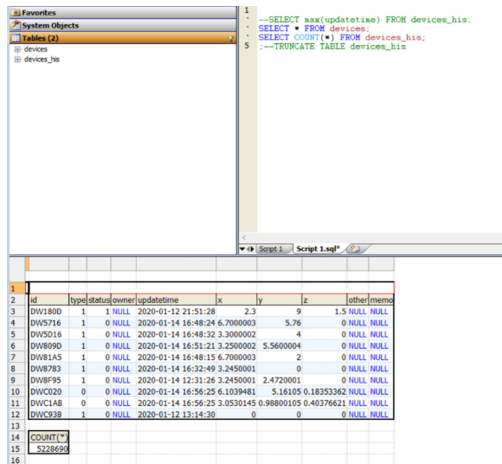 Favorites
System Objects
Tables (2)
devices
devices_his
1
--SELECT max(updatetime) FROM devices_his;
SELECT * FROM devices;
SELECT COUNT(*) FROM devices_his;
5 ;--TRUNCATE TABLE devices_his
Script 1 Script 1.sql*
1
2 id type status owner updatetime x y z other memo
3 DW180D 1 1 NULL 2020-01-12 21:51:28 2.3 9 1.5 NULL NULL
4 DW5716 1 0 NULL 2020-01-14 16:48:24 6.7000003 5.76 0 NULL NULL
5 DW5D16 1 0 NULL 2020-01-14 16:48:32 3.3000002 4 0 NULL NULL
6 DW809D 1 0 NULL 2020-01-14 16:51:21 3.2500002 5.5600004 0 NULL NULL
7 DW81A5 1 0 NULL 2020-01-14 16:48:15 6.7000003 2 0 NULL NULL
8 DW8783 1 0 NULL 2020-01-14 16:32:49 3.2450001 0 0 NULL NULL
9 DW8F95 1 0 NULL 2020-01-14 12:31:26 3.2450001 2.4720001 0 NULL NULL
10 DWC020 0 0 NULL 2020-01-14 16:56:25 6.1039481 5.16105 0.18353362 NULL NULL
11 DWC1AB 0 0 NULL 2020-01-14 16:56:25 3.0530145 0.98800105 0.40376621 NULL NULL
12 DWC93B 1 0 NULL 2020-01-12 13:14:30 0 0 0 NULL NULL
13
14 COUNT(*)
15 5228690
16